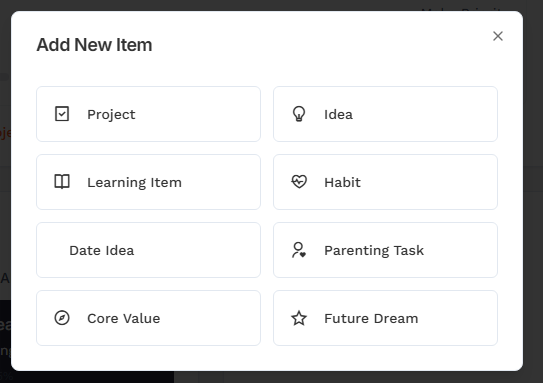 Add New Item
Project
Idea
Learning Item
Habit
Date Idea
Parenting Task
Core Value
Future Dream